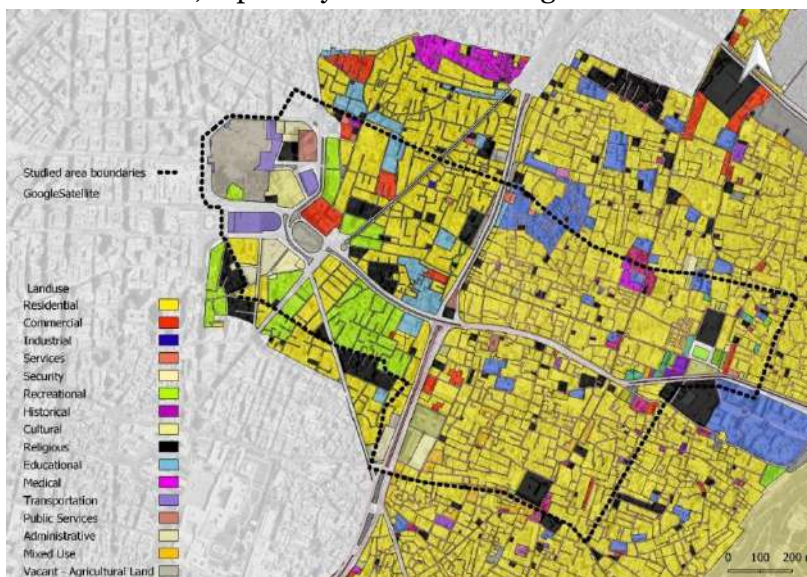 Studied area boundaries
GoogleSatellite
Landuse
Residential
Commercial
Industrial
Services
Security
Recreational
Historical
Cultural
Religious
Educational
Medical
Transportation
Public Services
Administrative
Mixed Use
Vacant - Agricultural Land
0 100 200